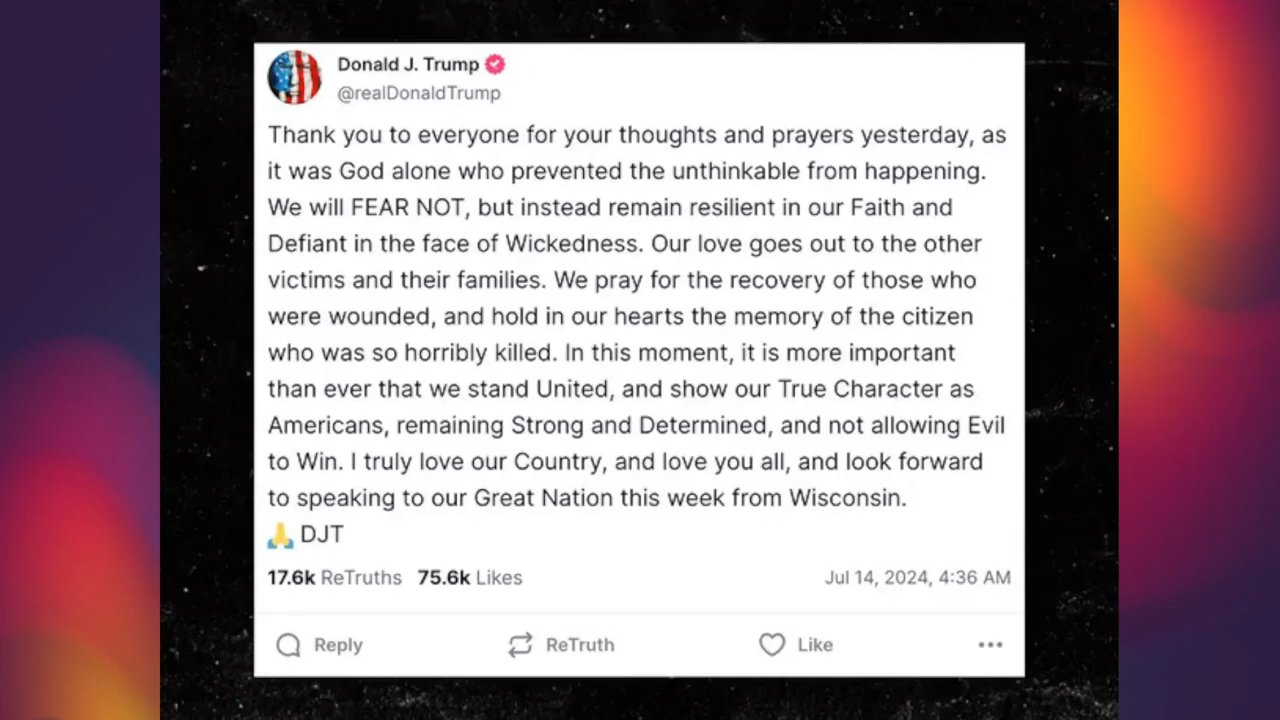 Donald J. Trump
@realDonaldTrump
Thank you to everyone for your thoughts and prayers yesterday, as
it was God alone who prevented the unthinkable from happening.
We will FEAR NOT, but instead remain resilient in our Faith and
Defiant in the face of Wickedness. Our love goes out to the other
victims and their families. We pray for the recovery of those who
were wounded, and hold in our hearts the memory of the citizen
who was so horribly killed. In this moment, it is more important
than ever that we stand United, and show our True Character as
Americans, remaining Strong and Determined, and not allowing Evil
to Win. I truly love our Country, and love you all, and look forward
to speaking to our Great Nation this week from Wisconsin.
🙏 DJT
17.6k ReTruths 75.6k Likes Jul 14, 2024, 4:36 AM
Reply ReTruth Like